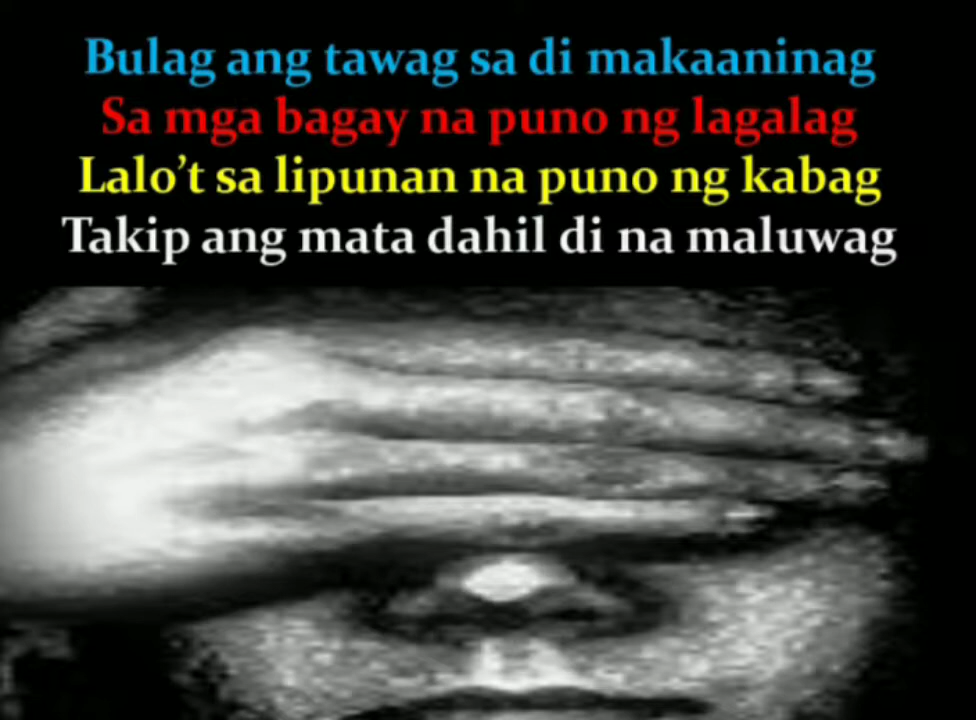 Bulag ang tawag sa di makaaninag
Sa mga bagay na puno ng lagalag
Lalo’t sa lipunan na puno ng kabag
Takip ang mata dahil di na maluwag